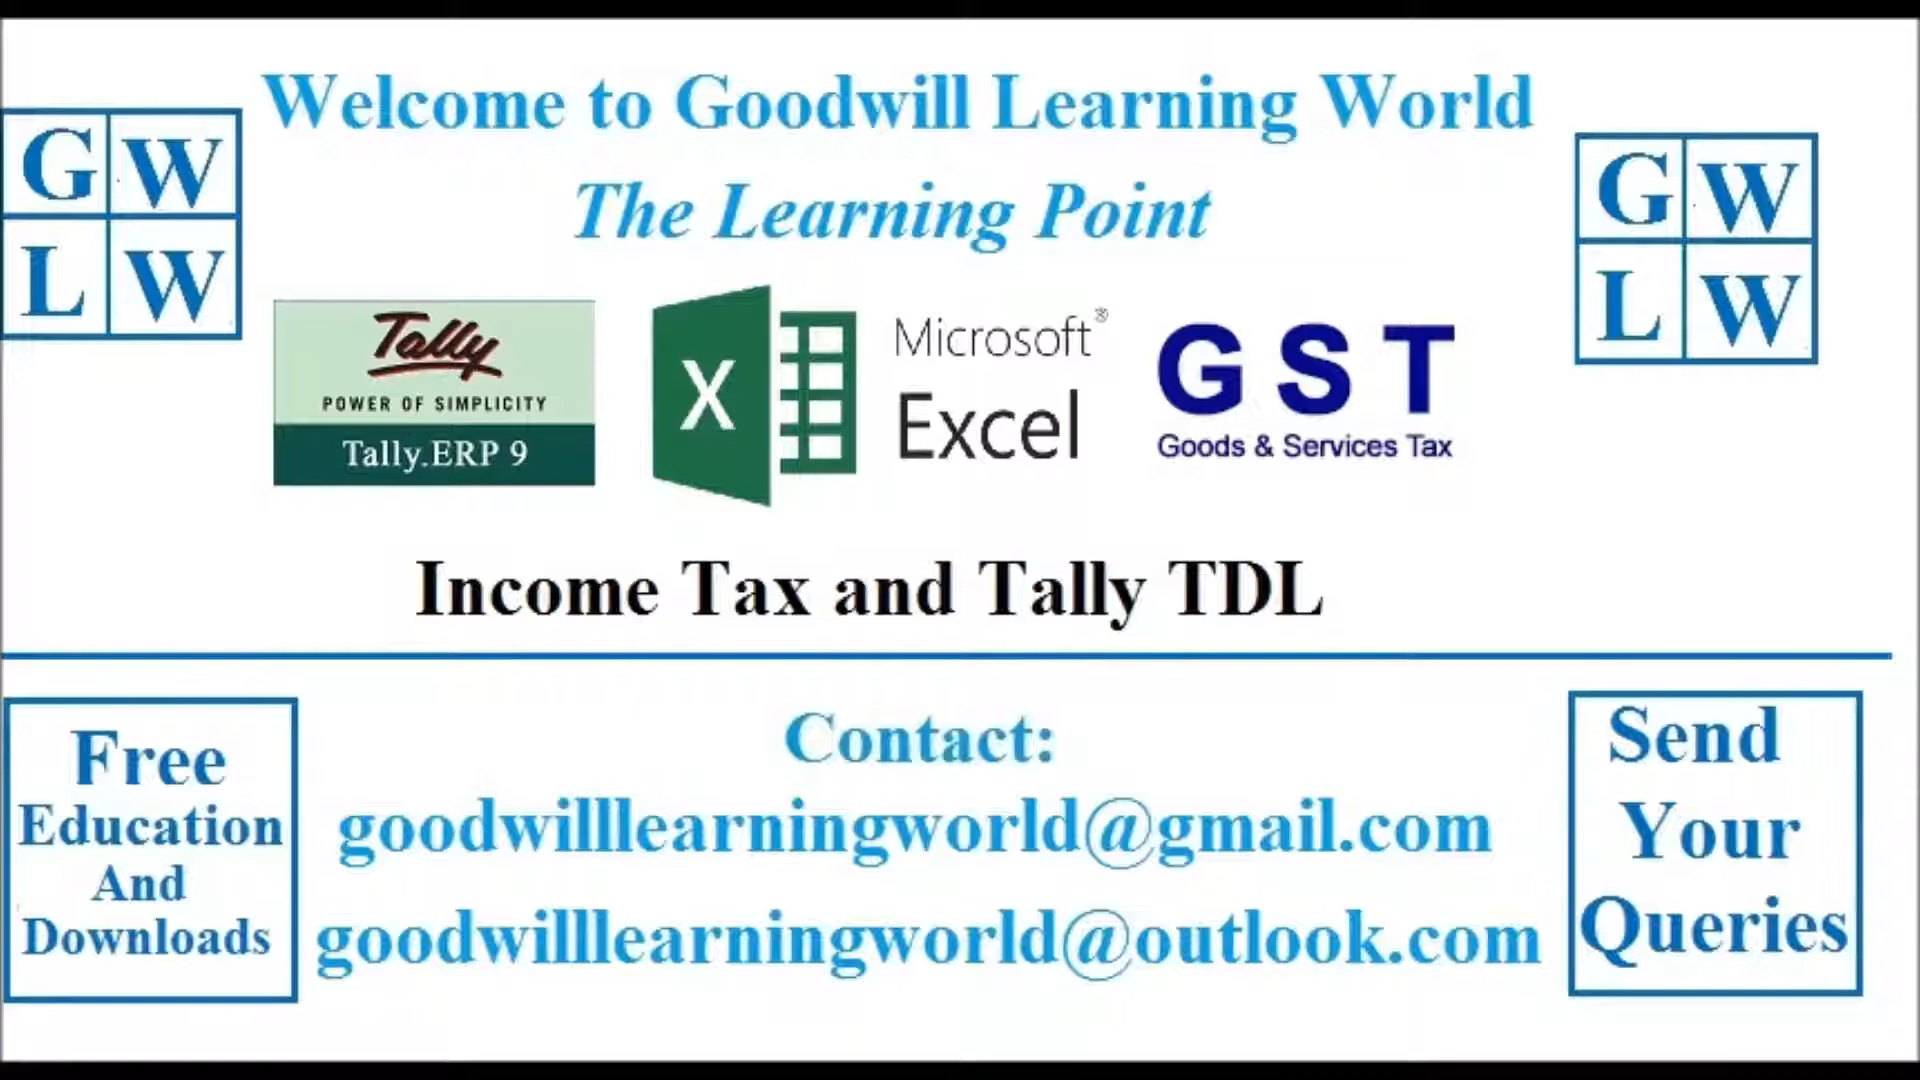 Welcome to Goodwill Learning World
The Learning Point
G W
L W
G W
L W
Tally
POWER OF SIMPLICITY
Tally.ERP 9
X
Microsoft®
Excel
GST
Goods & Services Tax
Income Tax and Tally TDL
Free
Education
And
Downloads
Contact:
goodwilllearningworld@gmail.com
goodwilllearningworld@outlook.com
Send
Your
Queries